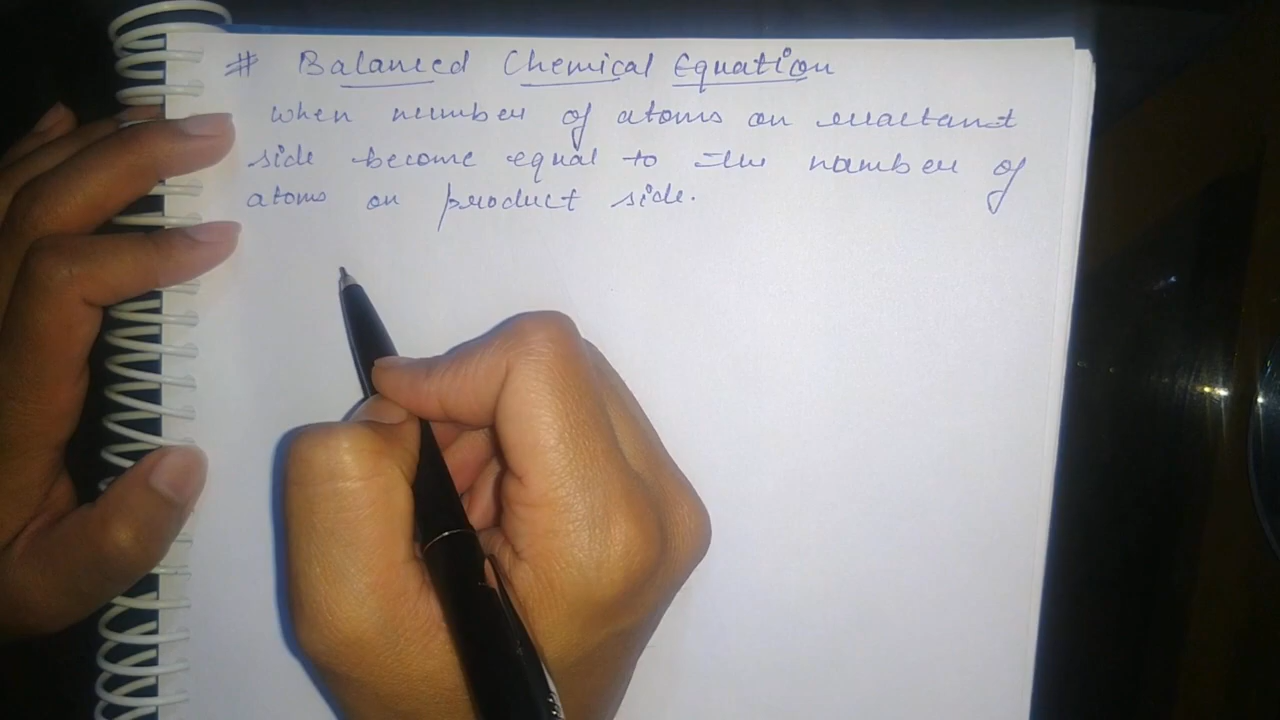 # Balanced Chemical Equation
when number of atoms on reactant
side become equal to the number of
atoms on product side.